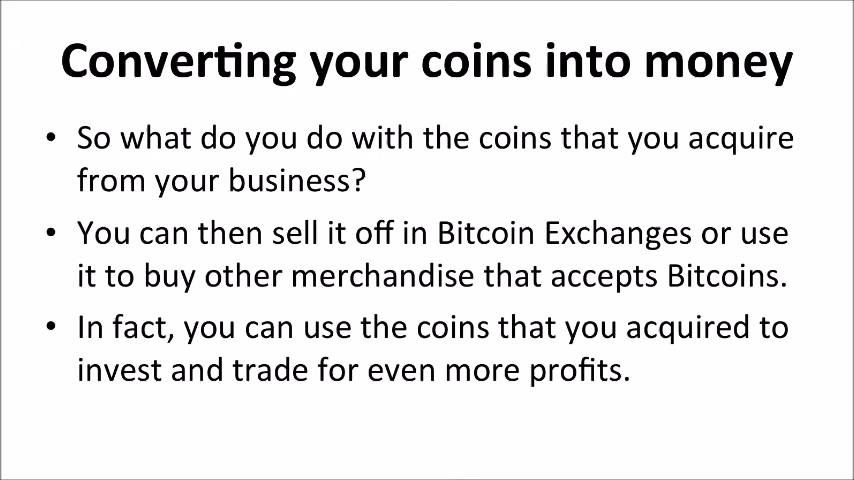 Converting your coins into money
• So what do you do with the coins that you acquire
from your business?
• You can then sell it off in Bitcoin Exchanges or use
it to buy other merchandise that accepts Bitcoins.
• In fact, you can use the coins that you acquired to
invest and trade for even more profits.